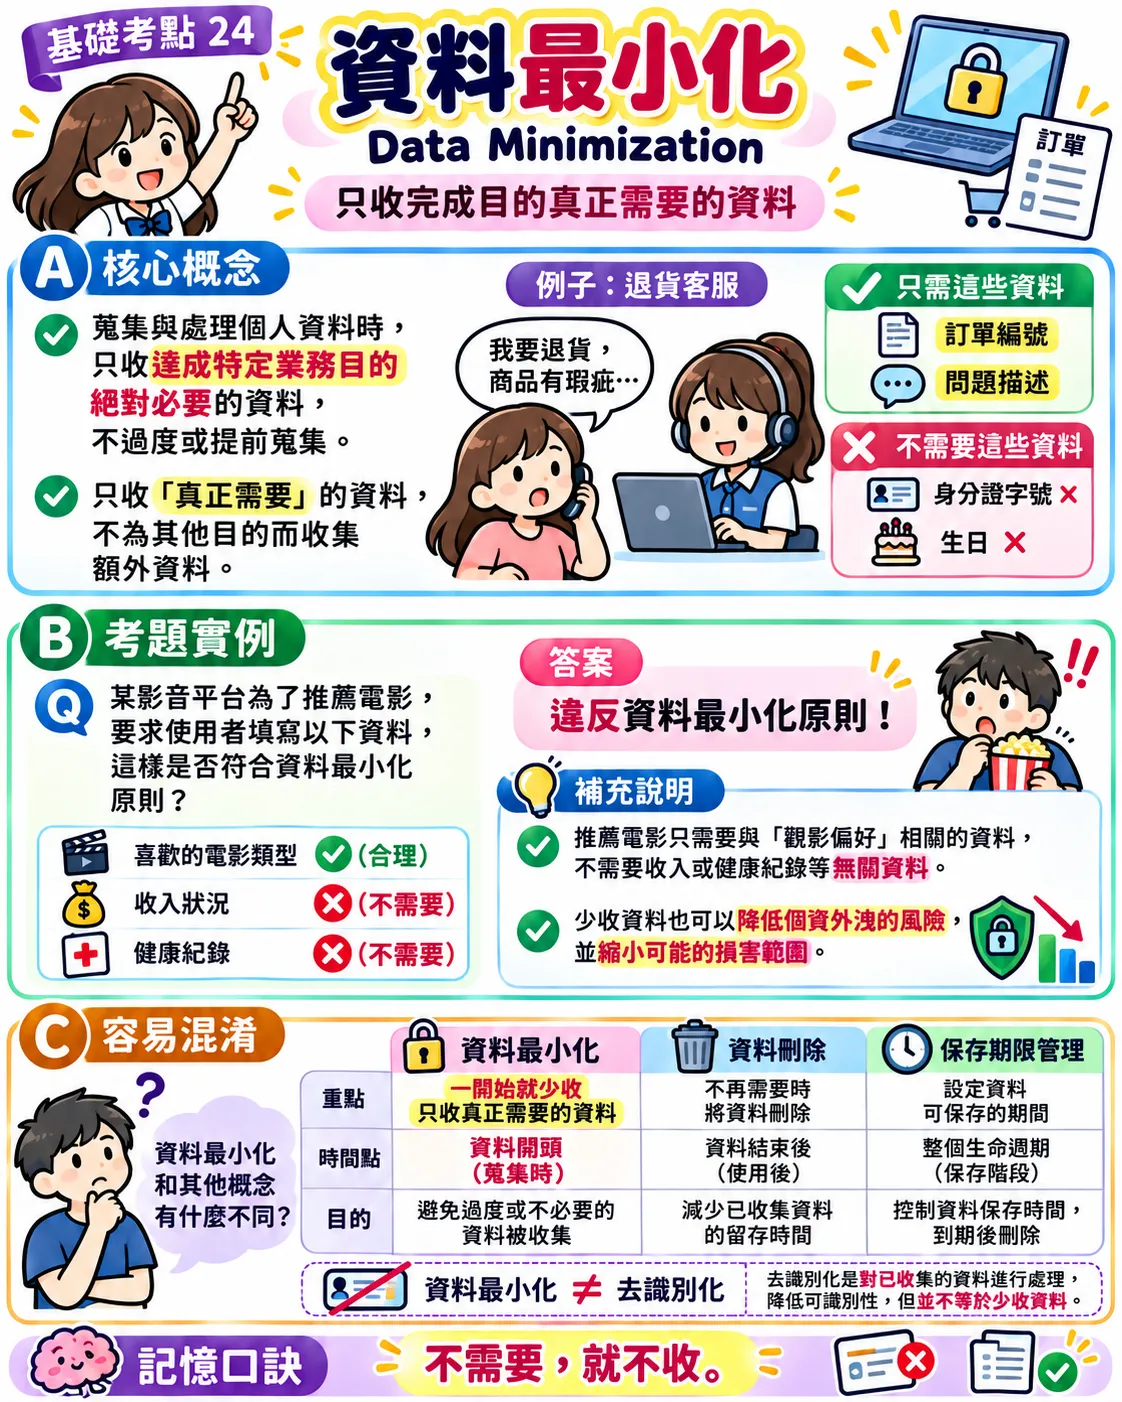 基礎考點 24
資料最小化
Data Minimization
只收完成目的真正需要的資料
訂單
A 核心概念
蒐集與處理個人資料時，
只收達成特定業務目的
絕對必要的資料，
不過度或提前蒐集。
只收「真正需要」的資料，
不為其他目的而收集
額外資料。
例子：退貨客服
我要退貨，
商品有瑕疵…
只需這些資料
訂單編號
問題描述
不需要這些資料
身分證字號
生日
B 考題實例
Q 某影音平台為了推薦電影，
要求使用者填寫以下資料，
這樣是否符合資料最小化
原則？
喜歡的電影類型 （合理）
收入狀況 （不需要）
健康紀錄 （不需要）
答案
違反資料最小化原則！
補充說明
推薦電影只需要與「觀影偏好」相關的資料，
不需要收入或健康紀錄等無關資料。
少收資料也可以降低個資外洩的風險，
並縮小可能的損害範圍。
C 容易混淆
?
資料最小化
和其他概念
有什麼不同?
資料最小化 資料刪除 保存期限管理
重點
一開始就少收
只收真正需要的資料
不再需要時
將資料刪除
設定資料
可保存的期間
時間點
資料開頭
（蒐集時）
資料結束後
（使用後）
整個生命週期
（保存階段）
目的
避免過度或不必要的
資料被收集
減少已收集資料
的留存時間
控制資料保存時間，
到期後刪除
資料最小化 ≠ 去識別化
去識別化是對已收集的資料進行處理，
降低可識別性，但並不等於少收資料。
記憶口訣
不需要，就不收。